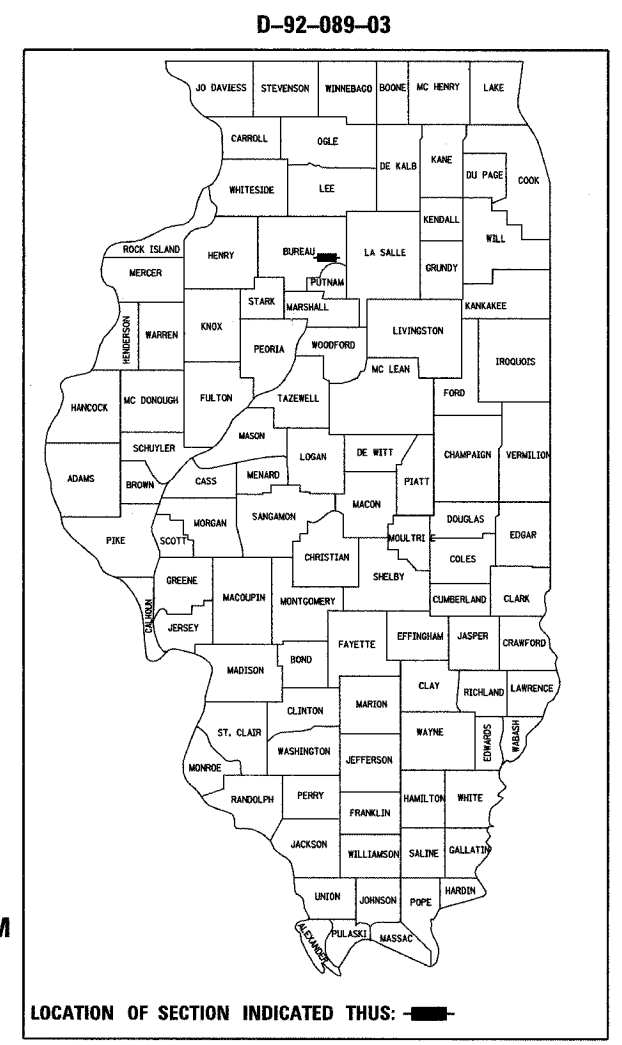 D-92-089-03
JO DAVIESS
STEVENSON
WINNEBAGO
BOONE
MC HENRY
LAKE
CARROLL
OGLE
DE KALB
KANE
DU PAGE
COOK
WHITESIDE
LEE
KENDALL
WILL
ROCK ISLAND
HENRY
BUREAU
LA SALLE
GRUNDY
MERCER
PUTNAM
STARK
MARSHALL
KANKAKEE
HENDERSON
WARREN
KNOX
PEORIA
WOODFORD
LIVINGSTON
IROQUOIS
MC LEAN
FORD
HANCOCK
MC DONOUGH
FULTON
TAZEWELL
MASON
SCHUYLER
LOGAN
DE WITT
CHAMPAIGN
VERMILION
ADAMS
BROWN
CASS
MENARD
PIATT
MACON
PIKE
SCOTT
MORGAN
SANGAMON
DOUGLAS
MOULTRIE
EDGAR
CHRISTIAN
COLES
SHELBY
GREENE
MACOUPIN
MONTGOMERY
CUMBERLAND
CLARK
CALHOUN
JERSEY
FAYETTE
EFFINGHAM
JASPER
CRAWFORD
BOND
MADISON
CLAY
RICHLAND
LAWRENCE
CLINTON
MARION
ST. CLAIR
WAYNE
EDWARDS
WABASH
WASHINGTON
JEFFERSON
MONROE
RANDOLPH
PERRY
HAMILTON
WHITE
FRANKLIN
JACKSON
WILLIAMSON
SALINE
GALLATIN
UNION
JOHNSON
POPE
HARDIN
ALEXANDER
PULASKI
MASSAC
M
LOCATION OF SECTION INDICATED THUS: